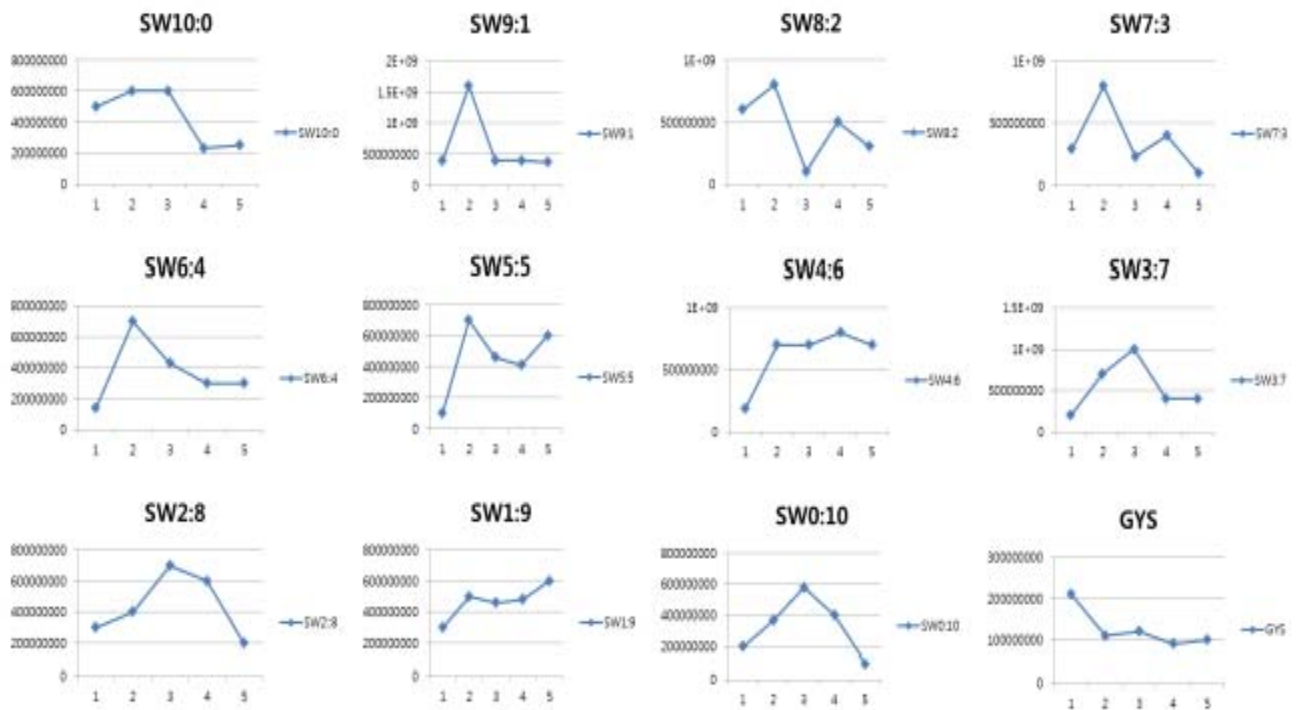 SW10:0
SW9:1
SW8:2
SW7:3
800000000
600000000
400000000
200000000
0
1 2 3 4 5
SW10:0
2E+09
1.5E+09
1E+09
500000000
0
1 2 3 4 5
SW9:1
1E+09
500000000
0
1 2 3 4 5
SW8:2
1E+09
500000000
0
1 2 3 4 5
SW7:3
SW6:4
SW5:5
SW4:6
SW3:7
800000000
600000000
400000000
200000000
0
1 2 3 4 5
SW6:4
800000000
600000000
400000000
200000000
0
1 2 3 4 5
SW5:5
1E+09
500000000
0
1 2 3 4 5
SW4:6
1.5E+09
1E+09
500000000
0
1 2 3 4 5
SW3:7
SW2:8
SW1:9
SW0:10
GYS
800000000
600000000
400000000
200000000
0
1 2 3 4 5
SW2:8
800000000
600000000
400000000
200000000
0
1 2 3 4 5
SW1:9
800000000
600000000
400000000
200000000
0
1 2 3 4 5
SW0:10
300000000
200000000
100000000
0
1 2 3 4 5
GYS